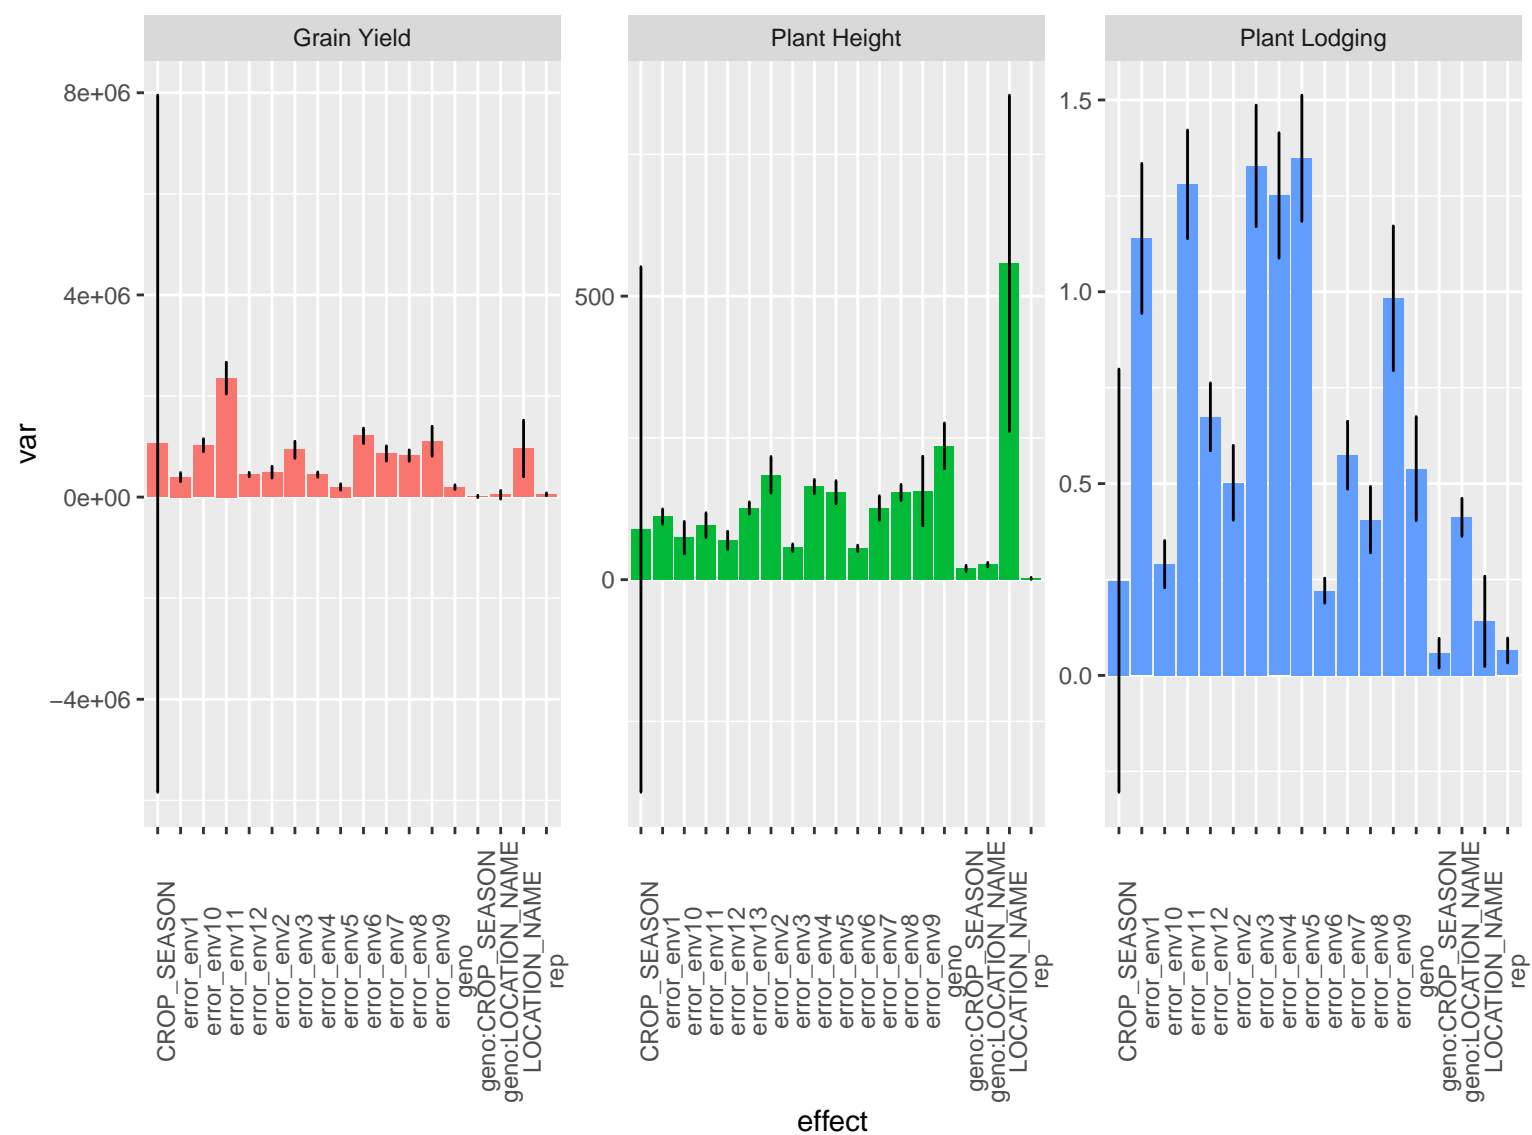 Grain Yield
Plant Height
Plant Lodging
var
8e+06
4e+06
0e+00
−4e+06
500
0
1.5
1.0
0.5
0.0
CROP_SEASON
error_env1
error_env10
error_env11
error_env12
error_env2
error_env3
error_env4
error_env5
error_env6
error_env7
error_env8
error_env9
geno
geno:CROP_SEASON
geno:LOCATION_NAME
LOCATION_NAME
rep
CROP_SEASON
error_env1
error_env10
error_env11
error_env12
error_env13
error_env2
error_env3
error_env4
error_env5
error_env6
error_env7
error_env8
error_env9
geno
geno:CROP_SEASON
geno:LOCATION_NAME
LOCATION_NAME
rep
CROP_SEASON
error_env1
error_env10
error_env11
error_env12
error_env2
error_env3
error_env4
error_env5
error_env6
error_env7
error_env8
error_env9
geno
geno:CROP_SEASON
geno:LOCATION_NAME
LOCATION_NAME
rep
effect